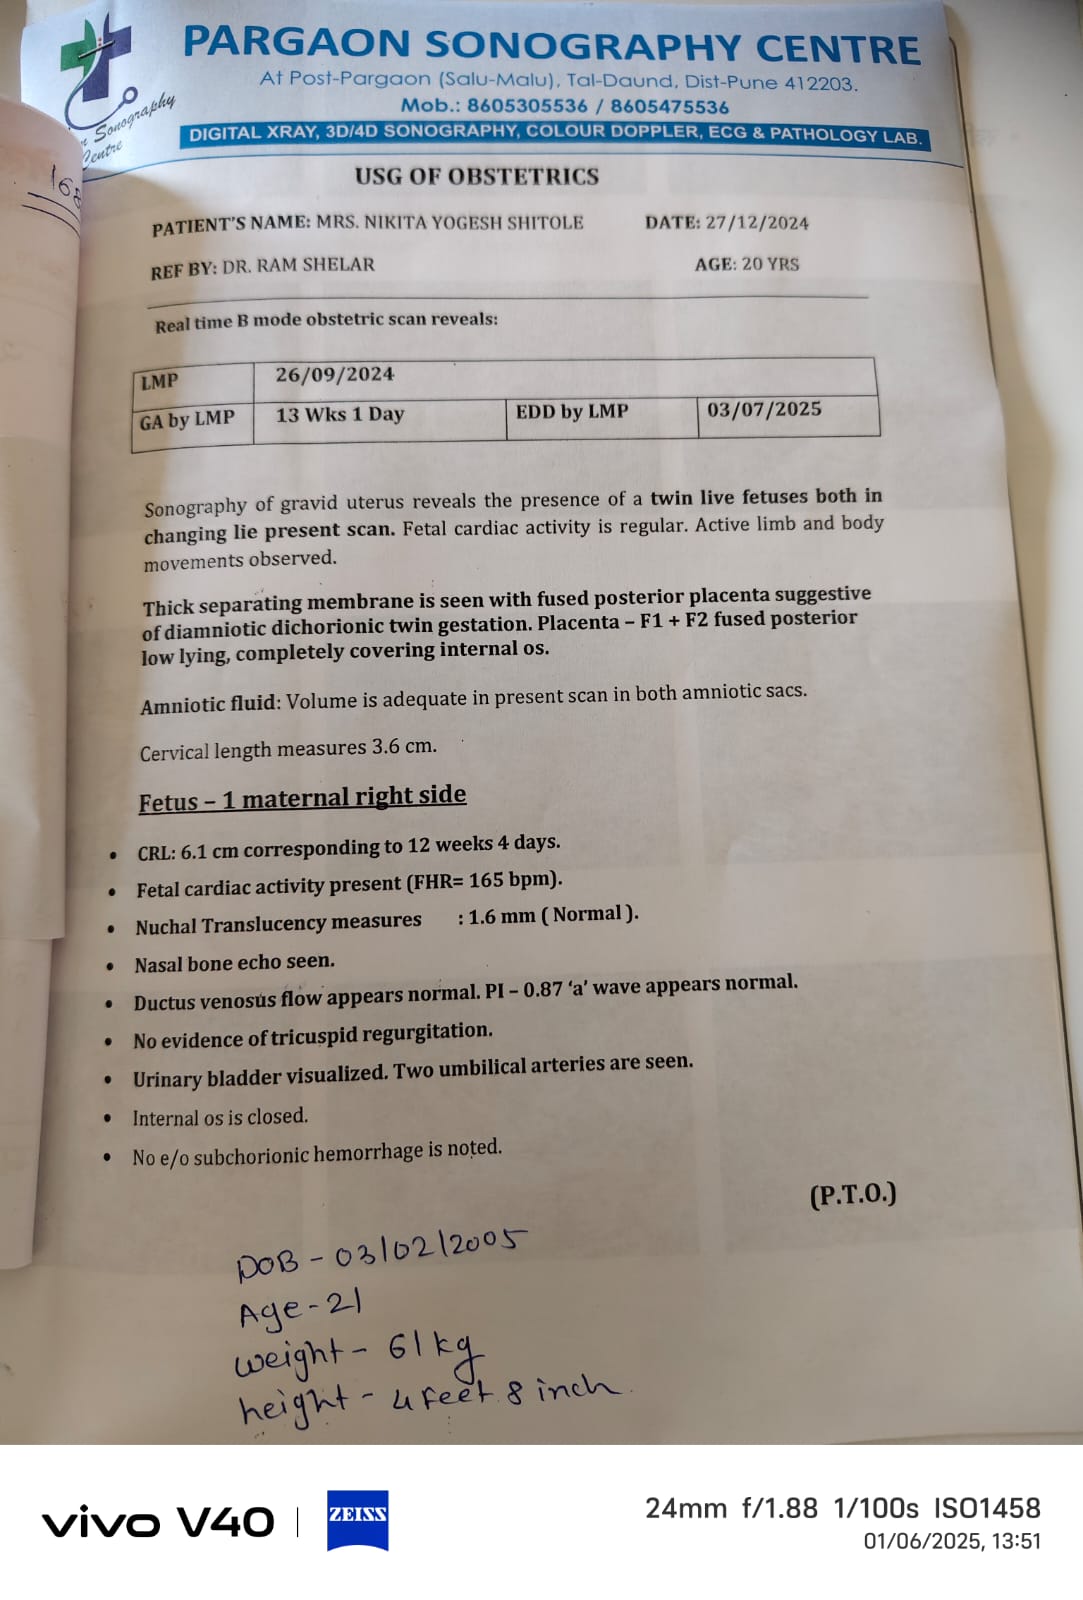 PARGAON SONOGRAPHY CENTRE
At Post-Pargaon (Salu-Malu), Tal-Daund, Dist-Pune 412203.
Mob.: 8605305536 / 8605475536
DIGITAL XRAY, 3D/4D SONOGRAPHY, COLOUR DOPPLER, ECG & PATHOLOGY LAB.
Sonography
Centre
USG OF OBSTETRICS
PATIENT'S NAME: MRS. NIKITA YOGESH SHITOLE DATE: 27/12/2024
REF BY: DR. RAM SHELAR AGE: 20 YRS
Real time B mode obstetric scan reveals:
LMP 26/09/2024
GA by LMP 13 Wks 1 Day EDD by LMP 03/07/2025
Sonography of gravid uterus reveals the presence of a twin live fetuses both in
changing lie present scan. Fetal cardiac activity is regular. Active limb and body
movements observed.
Thick separating membrane is seen with fused posterior placenta suggestive
of diamniotic dichorionic twin gestation. Placenta – F1 + F2 fused posterior
low lying, completely covering internal os.
Amniotic fluid: Volume is adequate in present scan in both amniotic sacs.
Cervical length measures 3.6 cm.
Fetus – 1 maternal right side
• CRL: 6.1 cm corresponding to 12 weeks 4 days.
• Fetal cardiac activity present (FHR= 165 bpm).
• Nuchal Translucency measures : 1.6 mm ( Normal ).
• Nasal bone echo seen.
• Ductus venosus flow appears normal. PI – 0.87 ‘a’ wave appears normal.
• No evidence of tricuspid regurgitation.
• Urinary bladder visualized. Two umbilical arteries are seen.
• Internal os is closed.
• No e/o subchorionic hemorrhage is noted.
(P.T.O.)
DOB - 03/02/2005
Age - 21
weight - 61 kg
height - 4 feet 8 inch
vivo V40 | ZEISS
24mm f/1.88 1/100s ISO1458
01/06/2025, 13:51